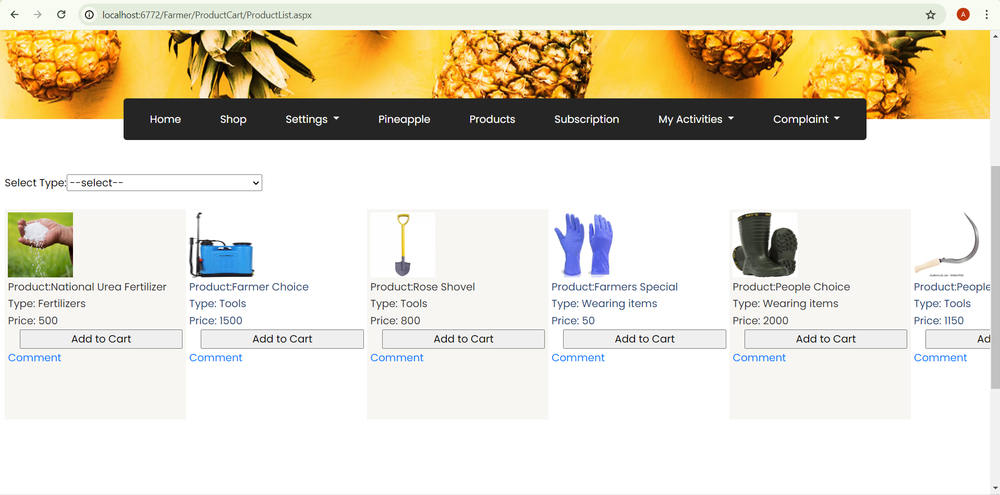 localhost:6772/Farmer/ProductCart/ProductList.aspx
A
Home Shop Settings Pineapple Products Subscription My Activities Complaint
Select Type: --select--
NAT'S
shutterstock.com
Product:National Urea Fertilizer
Type: Fertilizers
Price: 500
Add to Cart
Comment
Product:Farmer Choice
Type: Tools
Price: 1500
Add to Cart
Comment
Product:Rose Shovel
Type: Tools
Price: 800
Add to Cart
Comment
Product:Farmers Special
Type: Wearing items
Price: 50
Add to Cart
Comment
Product:People Choice
Type: Wearing items
Price: 2000
Add to Cart
Comment
Product:People
Type: Tools
Price: 1150
Ad
Comment